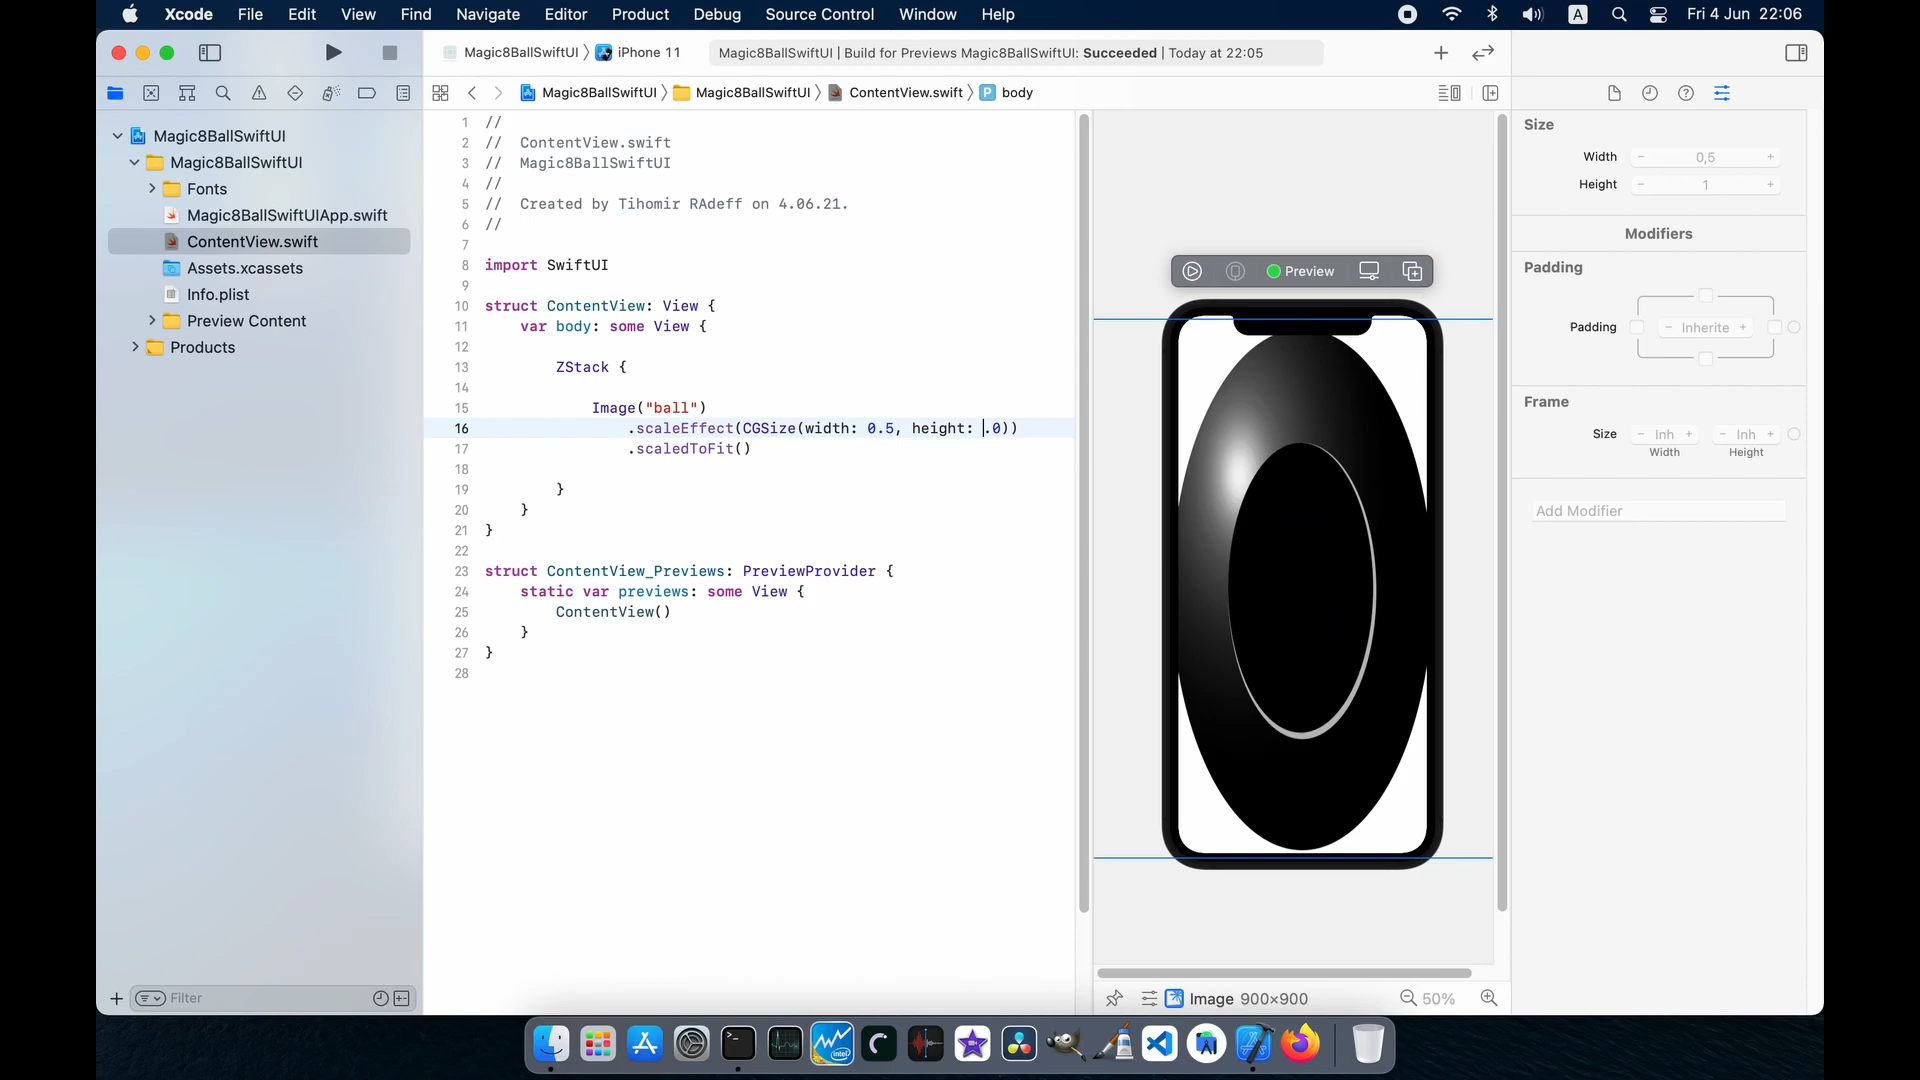 Xcode File Edit View Find Navigate Editor Product Debug Source Control Window Help A Fri 4 Jun 22:06
Magic8BallSwiftUI iPhone 11 Magic8BallSwiftUI | Build for Previews Magic8BallSwiftUI: Succeeded | Today at 22:05
Magic8BallSwiftUI Magic8BallSwiftUI ContentView.swift P body
Magic8BallSwiftUI
Magic8BallSwiftUI
Fonts
Magic8BallSwiftUIApp.swift
ContentView.swift
Assets.xcassets
Info.plist
Preview Content
Products
Filter
1 //
2 // ContentView.swift
3 // Magic8BallSwiftUI
4 //
5 // Created by Tihomir RAdeff on 4.06.21.
6 //
7
8 import SwiftUI
9
10 struct ContentView: View {
11 var body: some View {
12
13 ZStack {
14
15 Image("ball")
16 .scaleEffect(CGSize(width: 0.5, height: .0))
17 .scaledToFit()
18
19 }
20 }
21 }
22
23 struct ContentView_Previews: PreviewProvider {
24 static var previews: some View {
25 ContentView()
26 }
27 }
28
Preview
Image 900×900 50%
Size
Width - 0,5 +
Height - 1 +
Modifiers
Padding
Padding - Inherite +
Frame
Size - Inh + - Inh +
Width Height
Add Modifier
intel